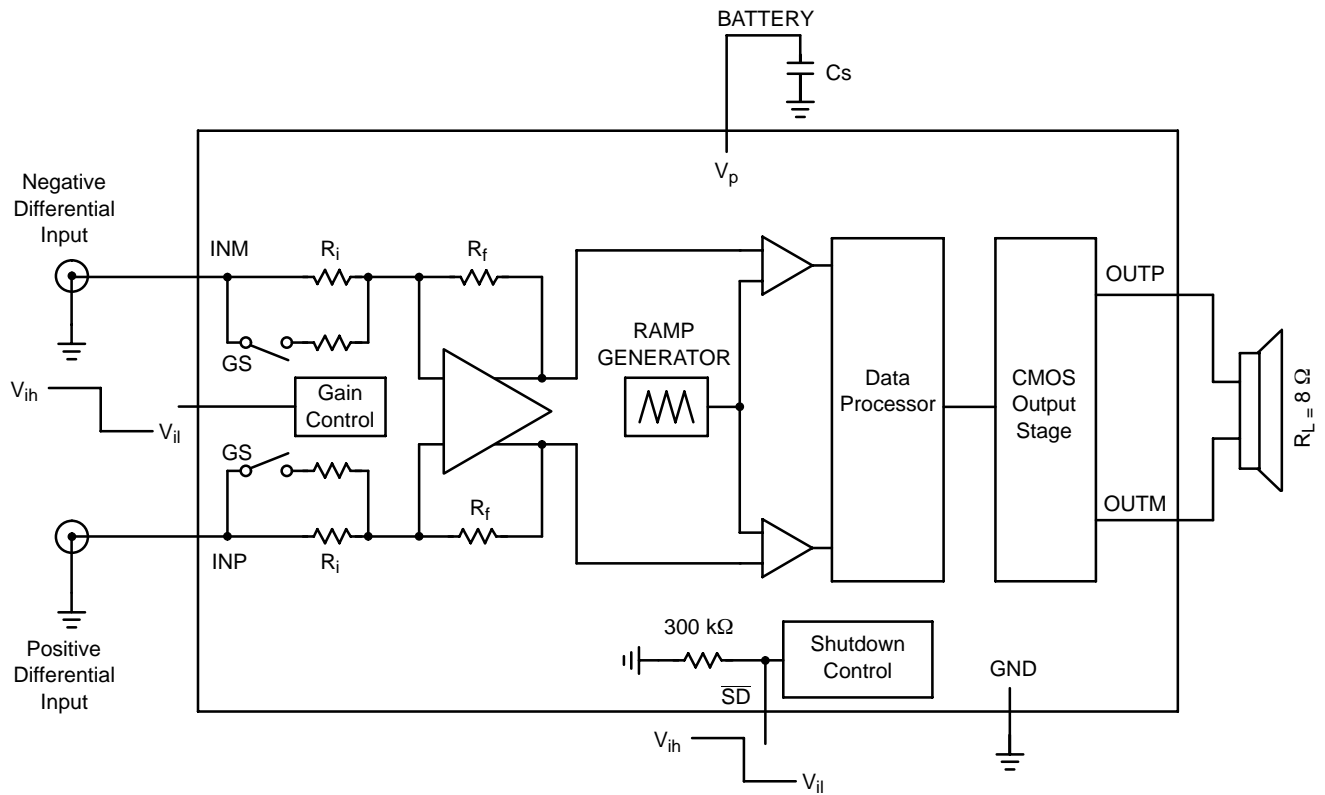 BATTERY
Cs
Vp
Negative
Differential
Input
INM
Ri
Rf
OUTP
RAMP
GENERATOR
GS
Vih
Gain
Control
Data
Processor
CMOS
Output
Stage
RL = 8 Ω
Vil
GS
Rf
OUTM
INP
Ri
Positive
Differential
Input
300 kΩ
Shutdown
Control
GND
SD
Vih
Vil